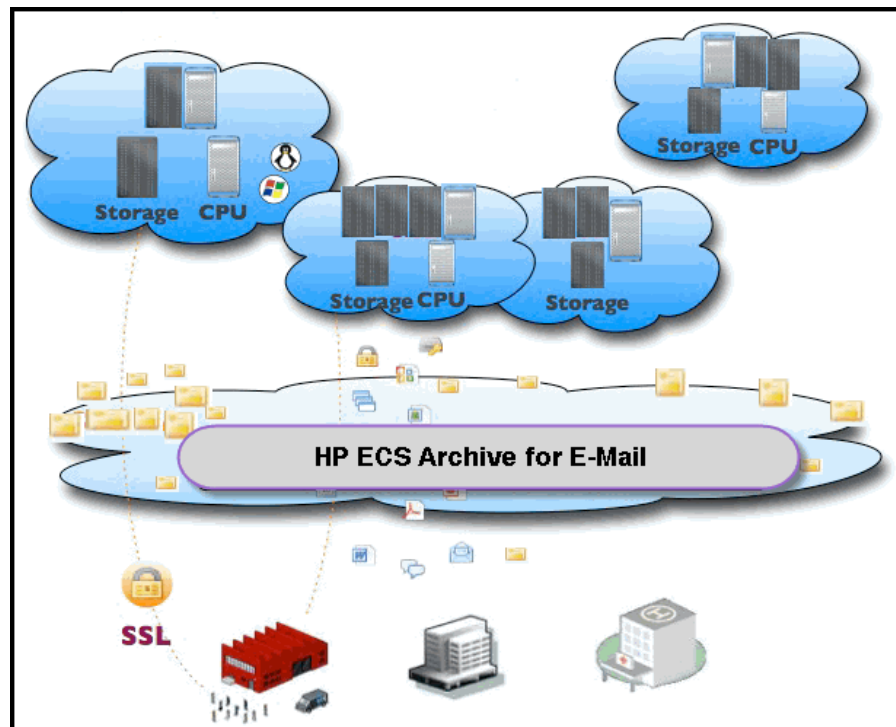 Storage CPU
Storage CPU
Storage CPU
Storage
HP ECS Archive for E-Mail
W
SSL
H